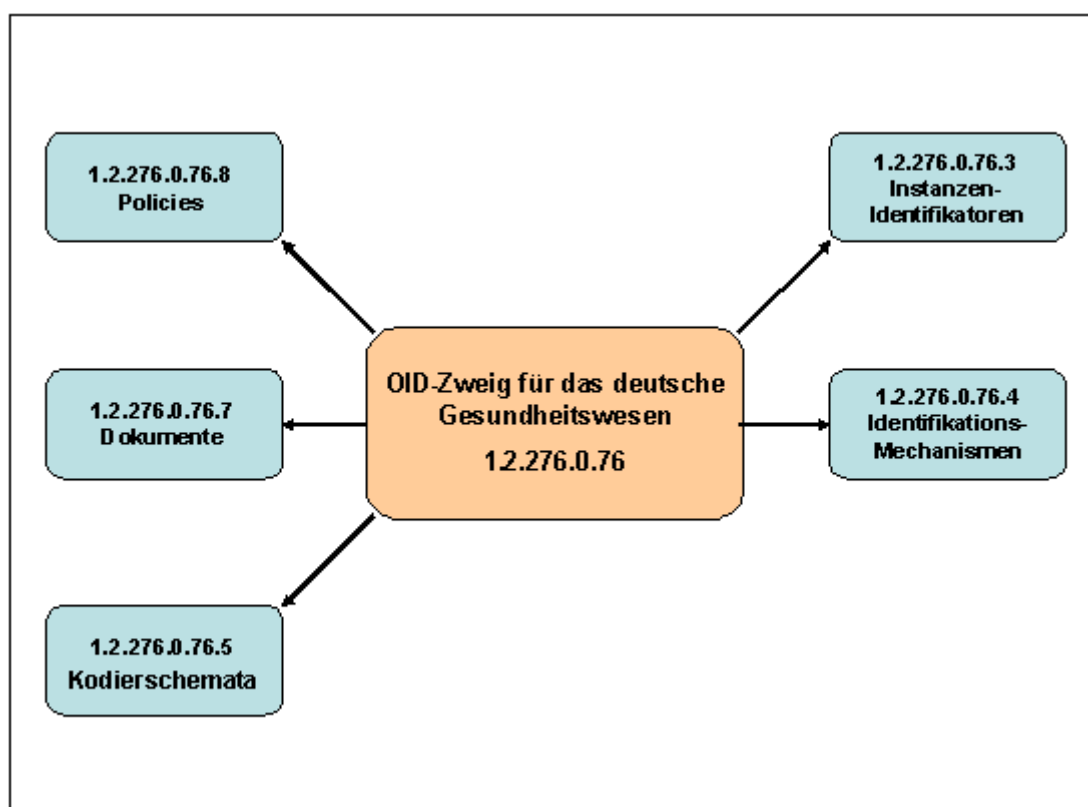 1.2.276.0.76.8
Policies
1.2.276.0.76.3
Instanzen-
Identifikatoren
OID-Zweig für das deutsche
Gesundheitswesen
1.2.276.0.76
1.2.276.0.76.7
Dokumente
1.2.276.0.76.4
Identifikations-
Mechanismen
1.2.276.0.76.5
Kodierschemata